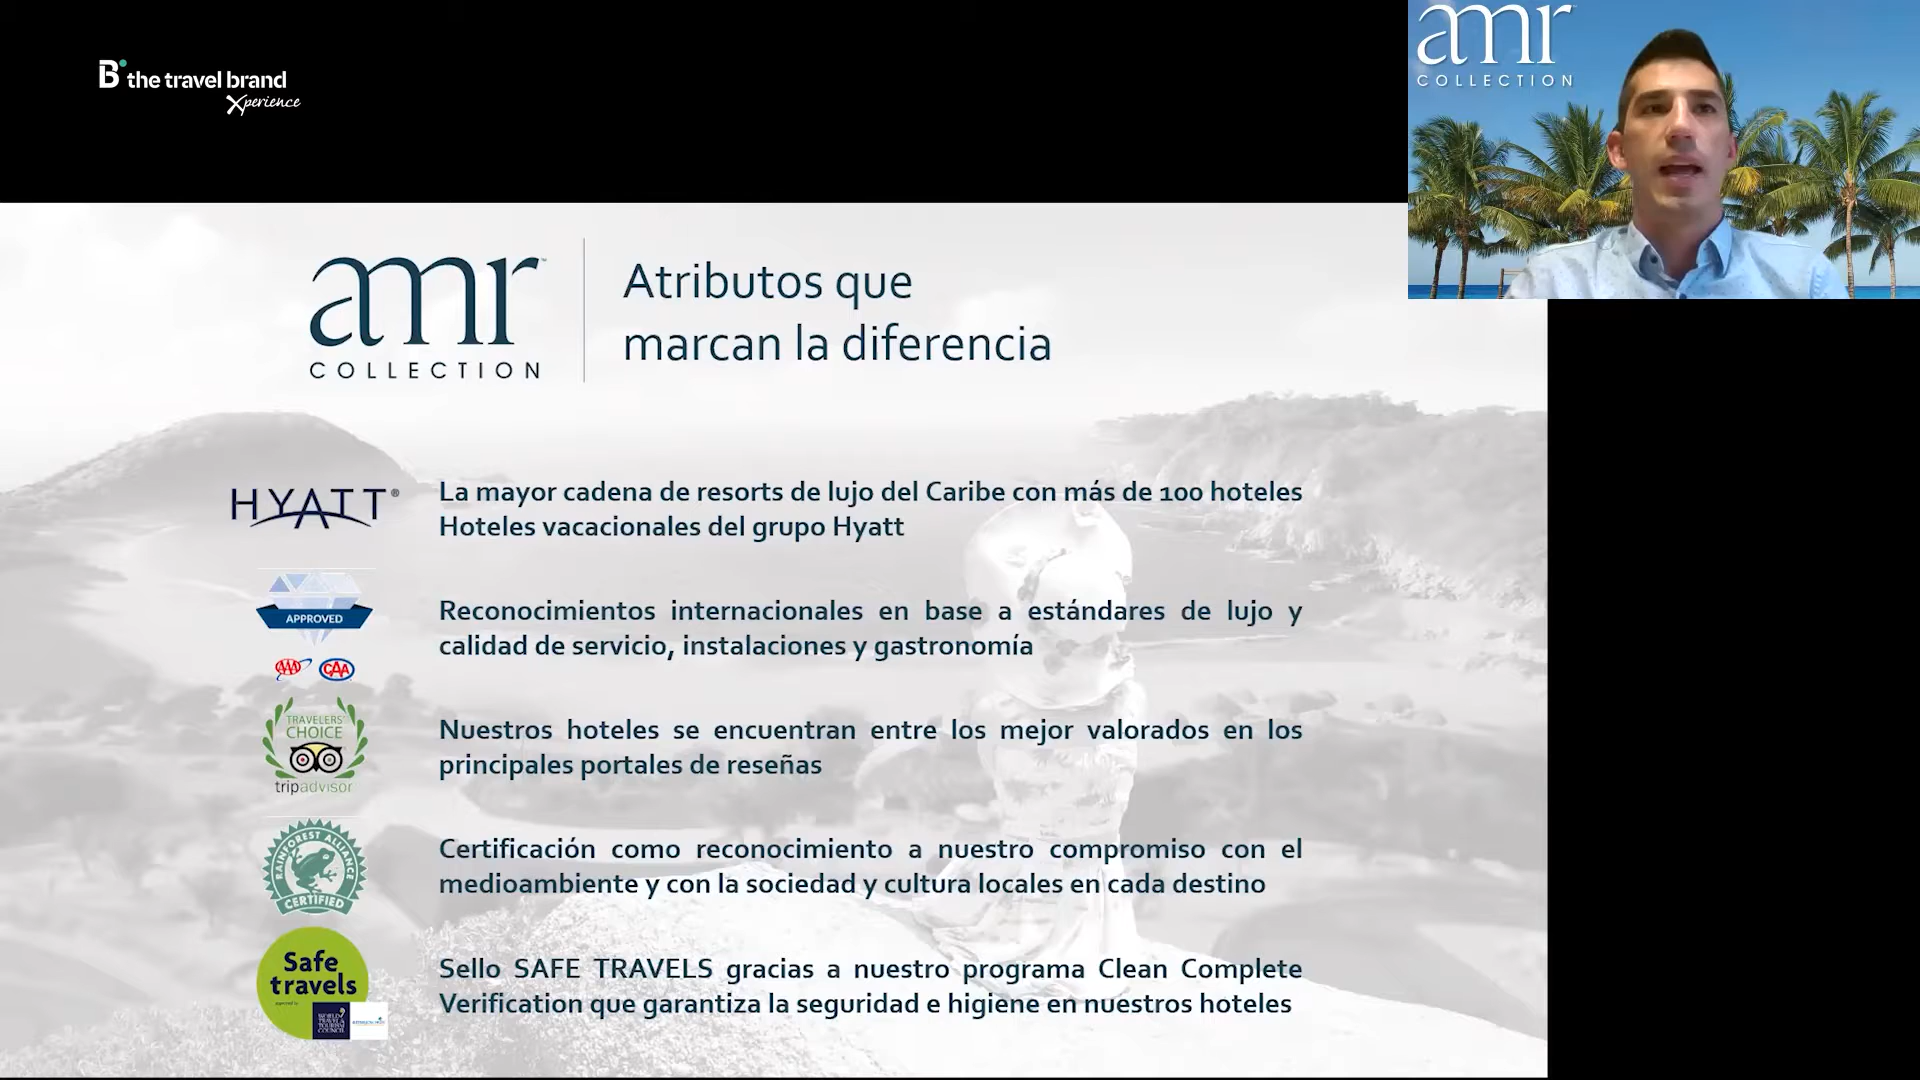 B the travel brand
Xperience
amr
COLLECTION
amr
COLLECTION
Atributos que
marcan la diferencia
HYATT®
La mayor cadena de resorts de lujo del Caribe con más de 100 hoteles
Hoteles vacacionales del grupo Hyatt
APPROVED
AAA CAA
Reconocimientos internacionales en base a estándares de lujo y
calidad de servicio, instalaciones y gastronomía
TRAVELERS'
CHOICE
tripadvisor
Nuestros hoteles se encuentran entre los mejor valorados en los
principales portales de reseñas
RAINFOREST ALLIANCE
CERTIFIED
Certificación como reconocimiento a nuestro compromiso con el
medioambiente y con la sociedad y cultura locales en cada destino
Safe
travels
WORLD
TRAVEL &
TOURISM
COUNCIL
Sello SAFE TRAVELS gracias a nuestro programa Clean Complete
Verification que garantiza la seguridad e higiene en nuestros hoteles